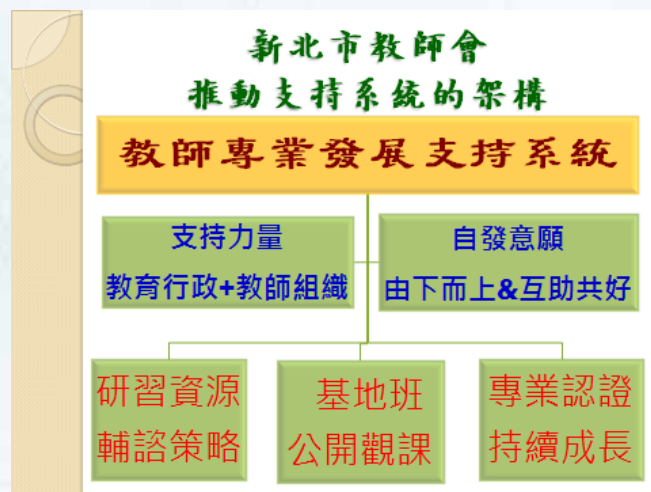 新北市教師會
推動支持系統的架構
教師專業發展支持系統
支持力量
教育行政+教師組織
自發意願
由下而上&互助共好
研習資源
輔諮策略
基地班
公開觀課
專業認證
持續成長